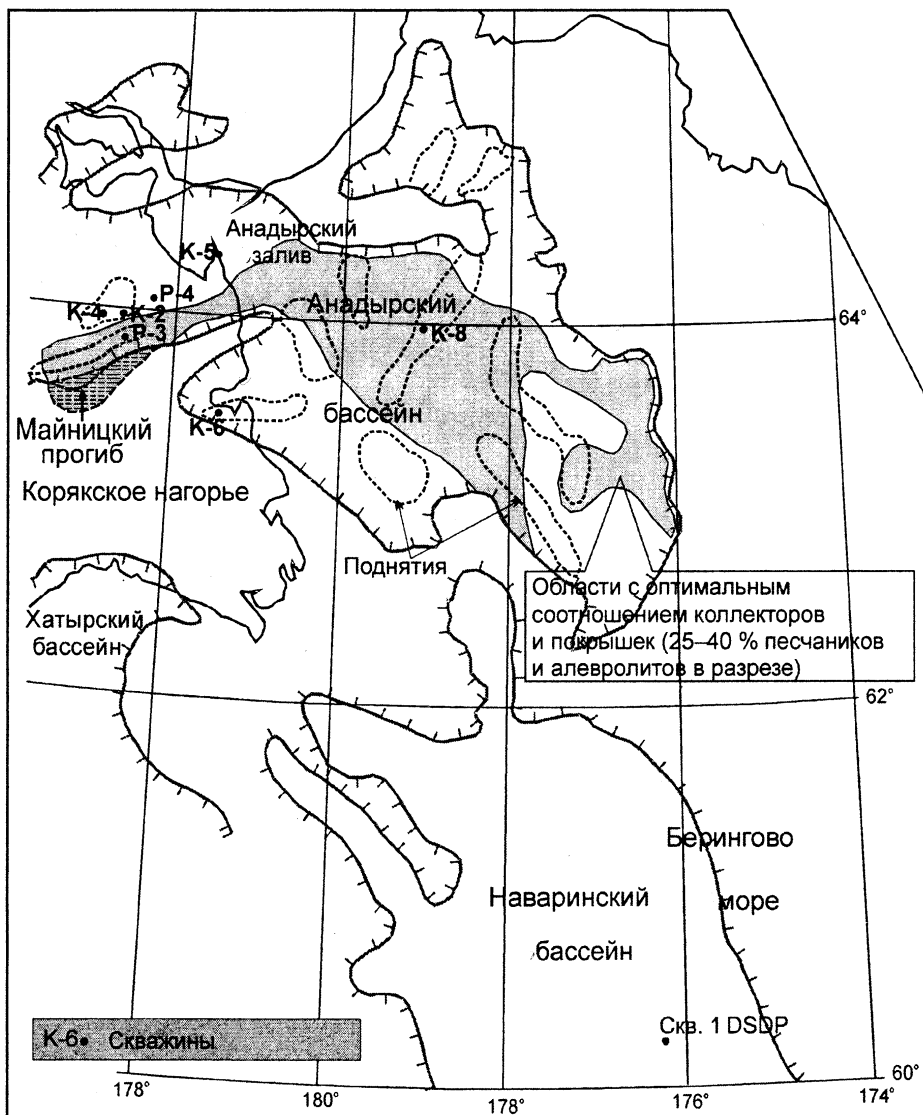 Анадырский
залив
K-5
P-4
K-4
K-2
P-3
Анадырский
K-8
64°
бассейн
K-6
Майницкий
прогиб
Корякское нагорье
Поднятия
Области с оптимальным
соотношением коллекторов
и покрышек (25–40 % песчаников
и алевролитов в разрезе)
Хатырский
бассейн
62°
Берингово
море
Наваринский
бассейн
Скв. 1 DSDP
K-6 Скважины
60°
178°
180°
178°
176°
174°